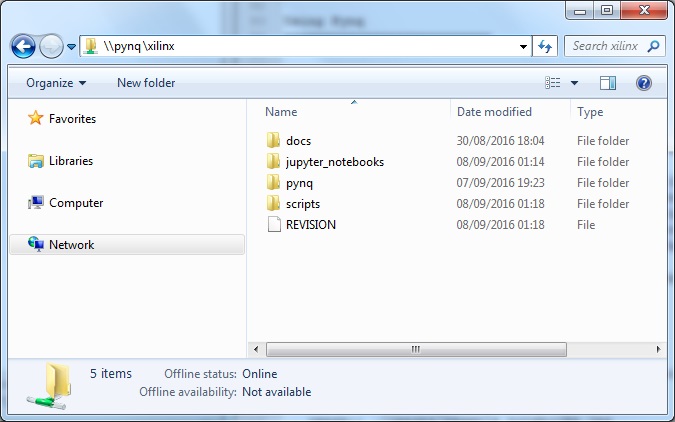 \\pynq\xilinx
Search xilinx
Organize
New folder
Name Date modified Type
Favorites
Libraries
Computer
Network
docs 30/08/2016 18:04 File folder
jupyter_notebooks 08/09/2016 01:14 File folder
pynq 07/09/2016 19:23 File folder
scripts 08/09/2016 01:18 File folder
REVISION 08/09/2016 01:18 File
5 items Offline status: Online
Offline availability: Not available